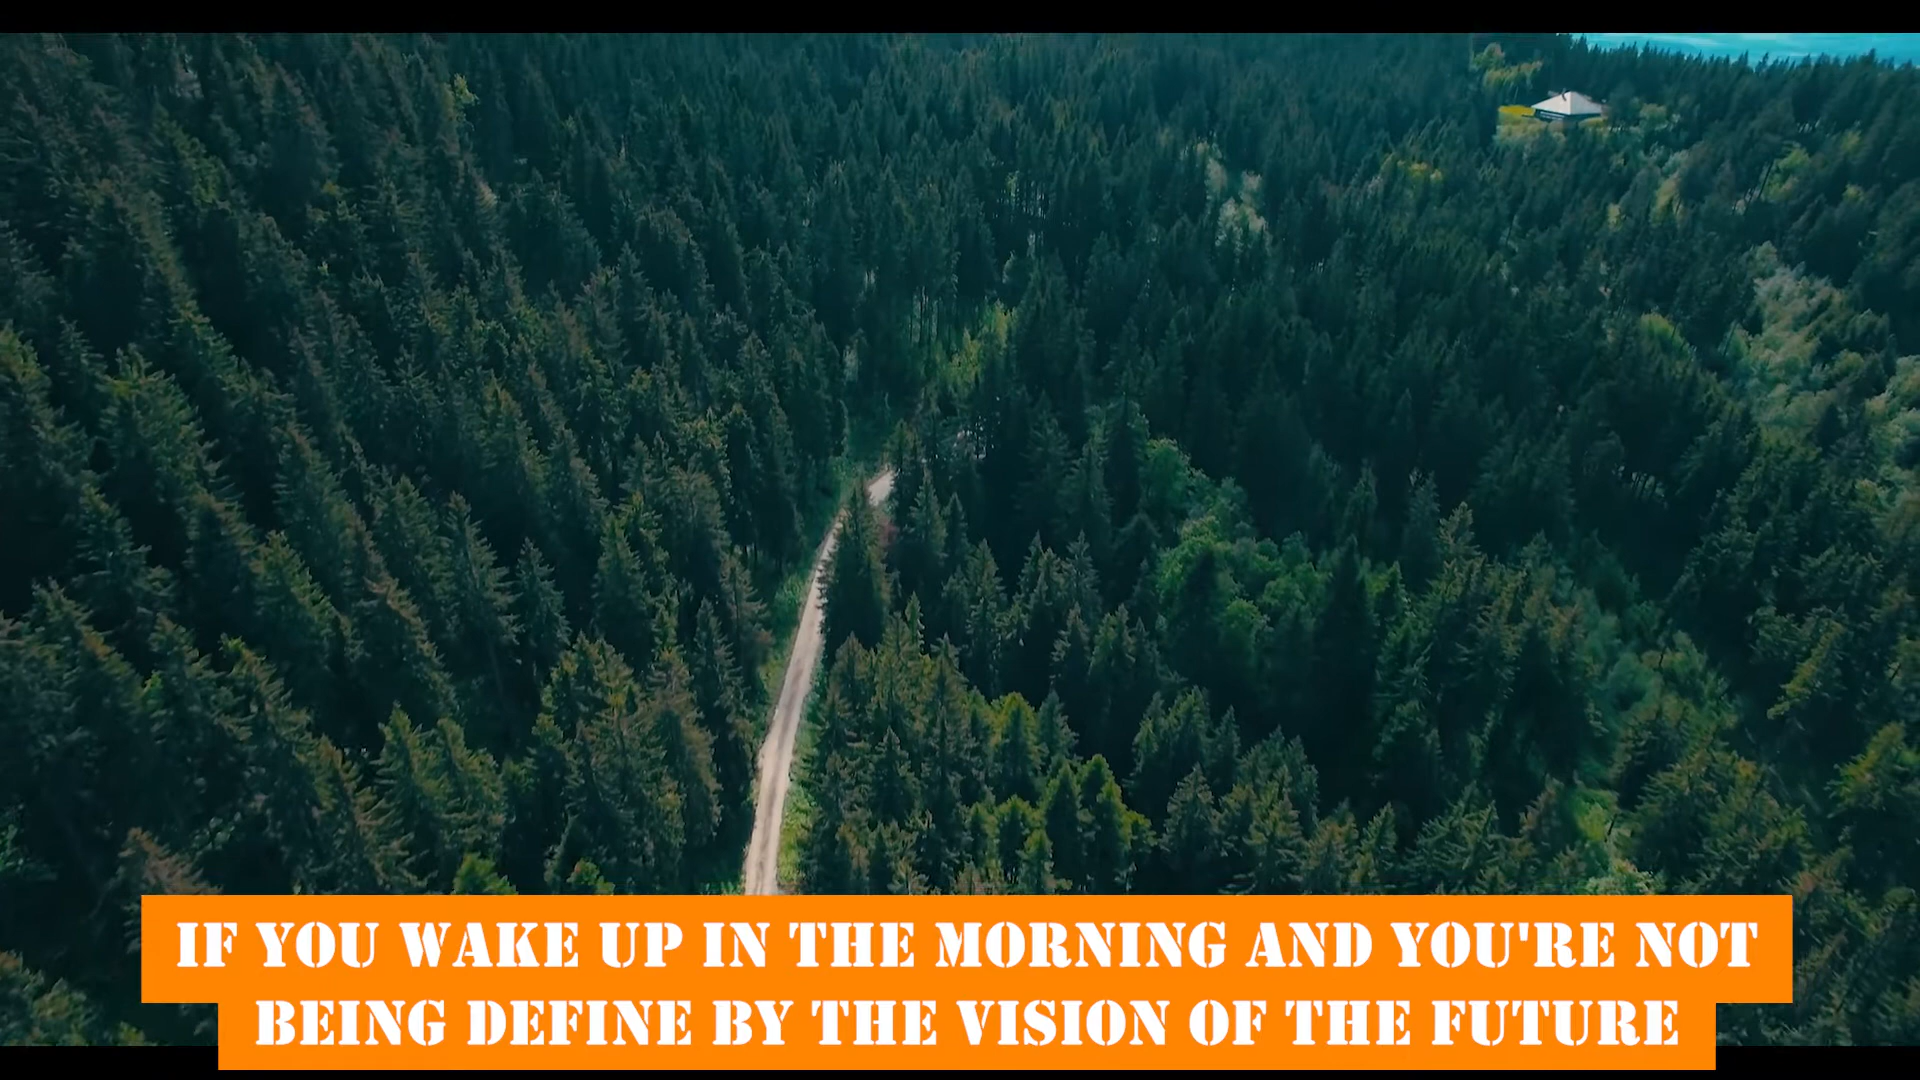 IF YOU WAKE UP IN THE MORNING AND YOU'RE NOT
BEING DEFINE BY THE VISION OF THE FUTURE